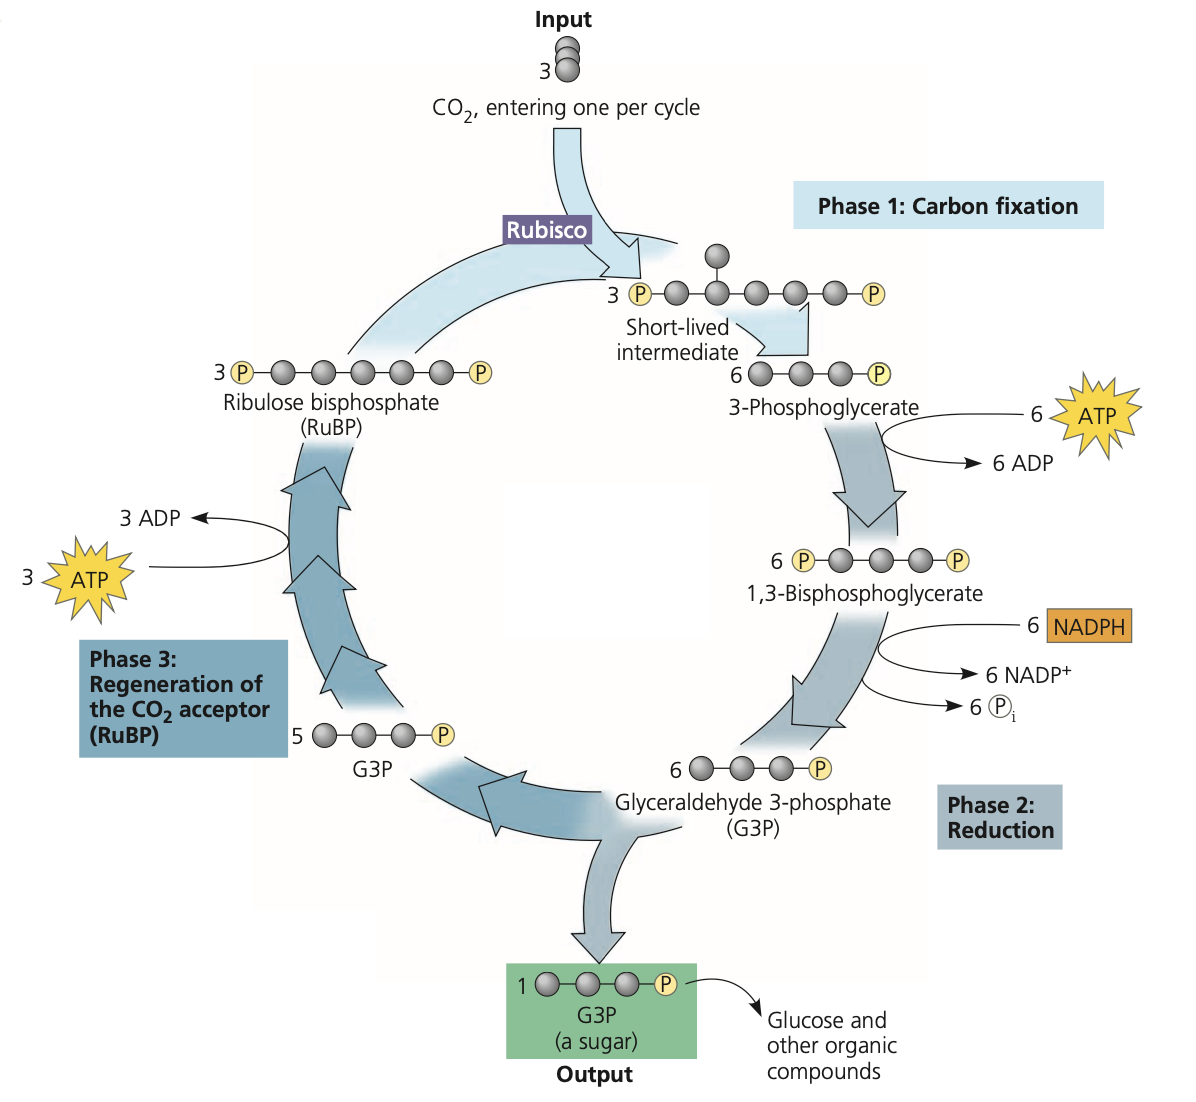 Input
3
CO₂, entering one per cycle
Phase 1: Carbon fixation
Rubisco
3 P P
Short-lived
intermediate
6 P
3-Phosphoglycerate
3 P P
Ribulose bisphosphate
(RuBP)
6 ATP
6 ADP
3 ADP
3 ATP
6 P P
1,3-Bisphosphoglycerate
6 NADPH
6 NADP⁺
6 Pᵢ
Phase 3:
Regeneration of
the CO₂ acceptor
(RuBP)
5 P
G3P
6 P
Glyceraldehyde 3-phosphate
(G3P)
Phase 2:
Reduction
1 P
G3P
(a sugar)
Output
Glucose and
other organic
compounds